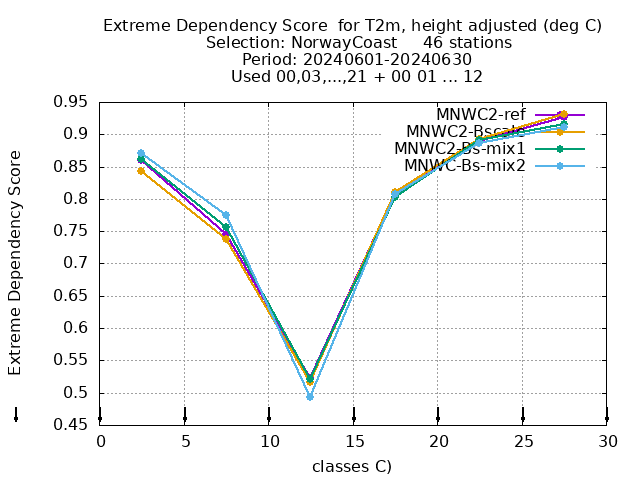 Extreme Dependency Score for T2m, height adjusted (deg C)
Selection: NorwayCoast 46 stations
Period: 20240601-20240630
Used 00,03,...,21 + 00 01 ... 12
Extreme Dependency Score
0.95
0.9
0.85
0.8
0.75
0.7
0.65
0.6
0.55
0.5
0.45
MNWC2-ref
MNWC2-Bscale
MNWC2-Bs-mix1
MNWC-Bs-mix2
0 5 10 15 20 25 30
classes C)